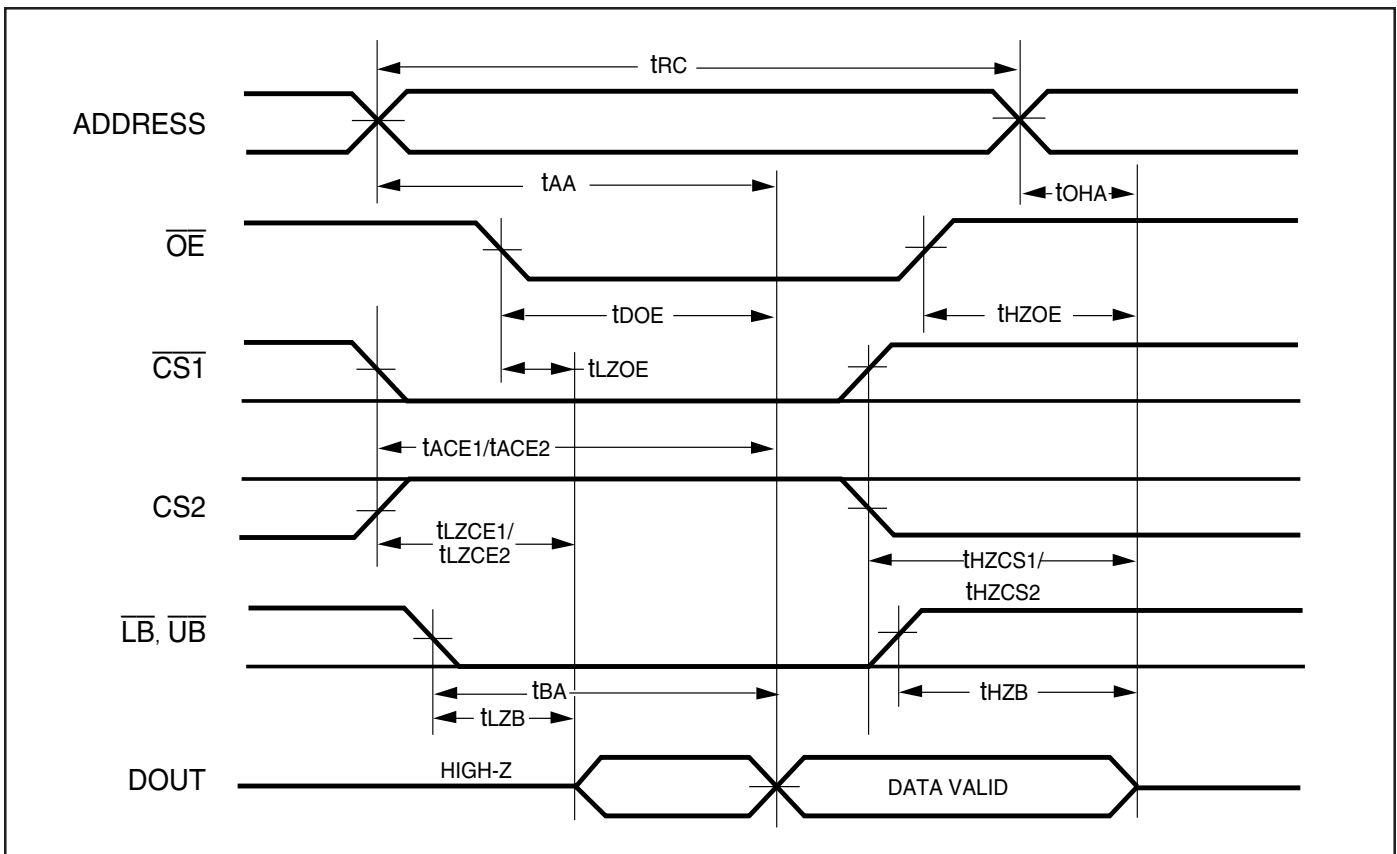 tRC
ADDRESS
tAA
tOHA
OE
tDOE
tHZOE
CS1
tLZOE
tACE1/tACE2
CS2
tLZCE1/
tLZCE2
tHZCS1/
tHZCS2
LB, UB
tBA
tHZB
tLZB
HIGH-Z
DOUT
DATA VALID